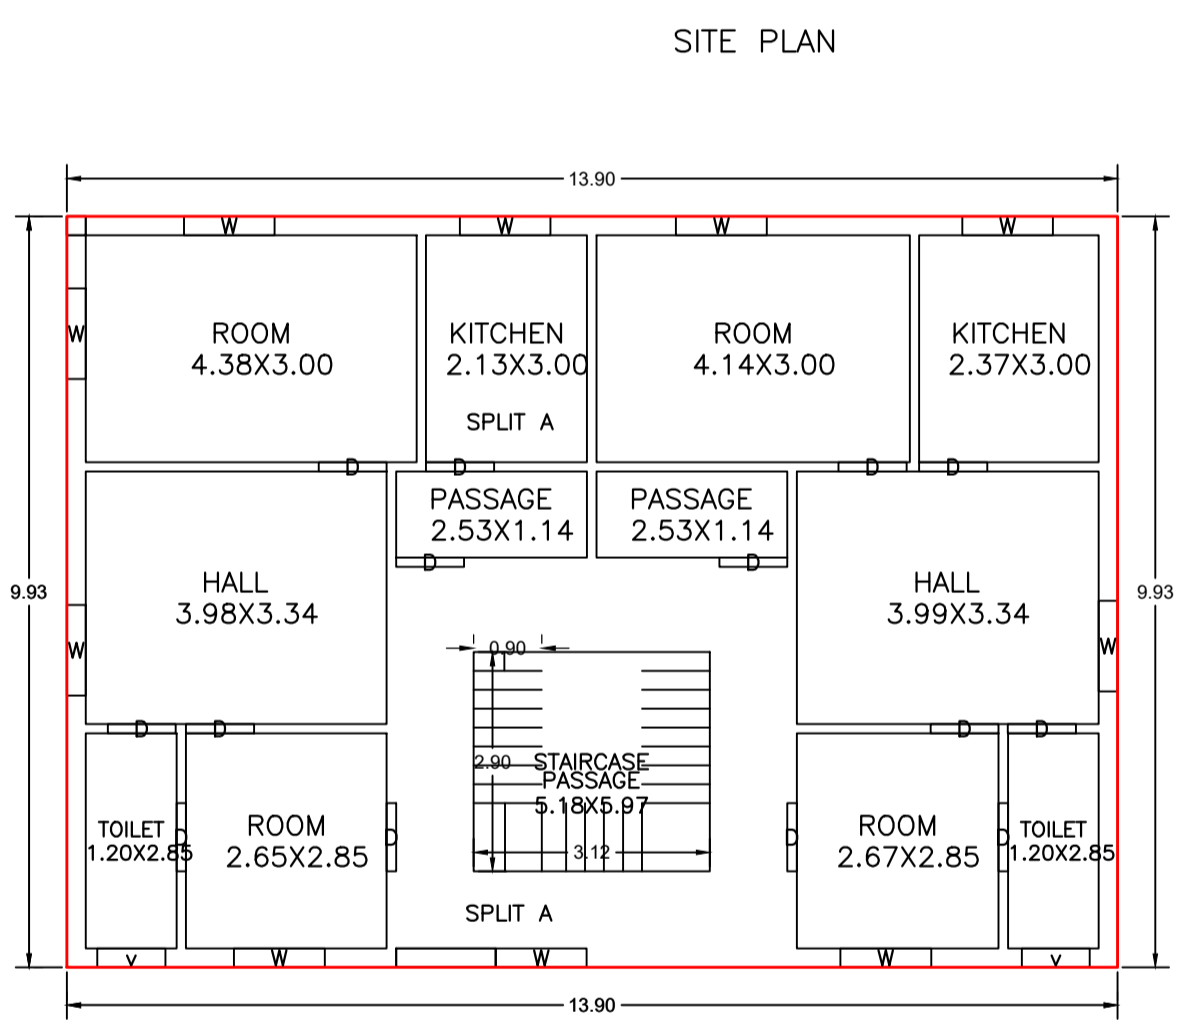 SITE PLAN
13.90
W W W W
W
ROOM KITCHEN ROOM KITCHEN
4.38X3.00 2.13X3.00 4.14X3.00 2.37X3.00
SPLIT A
D D D D
PASSAGE PASSAGE
2.53X1.14 2.53X1.14
D D
HALL HALL
9.93 9.93
3.98X3.34 3.99X3.34
0.90
W W
D D D D
2.90 STAIRCASE
PASSAGE
5.18X5.97
TOILET ROOM ROOM TOILET
D D D D
1.20X2.85 2.65X2.85 3.12 2.67X2.85 1.20X2.85
SPLIT A
V W W W V
13.90